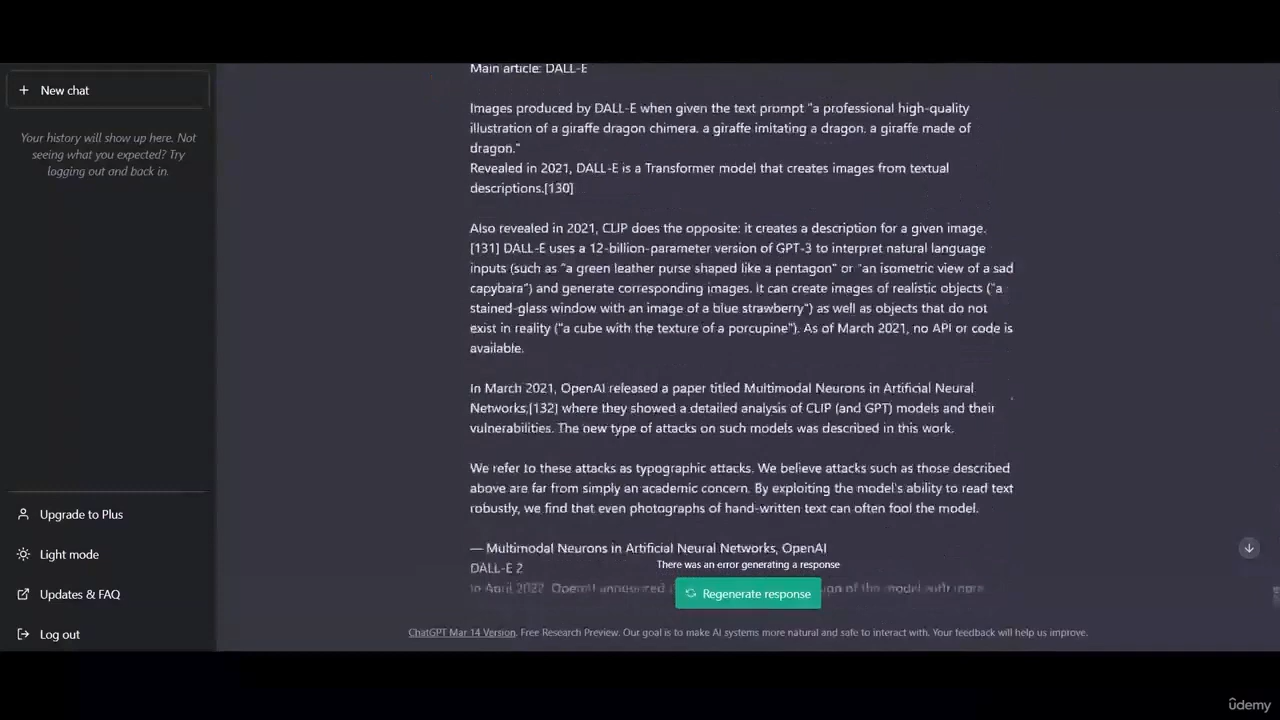 New chat
Your history will show up here. Not
seeing what you expected? Try
logging out and back in.
Upgrade to Plus
Light mode
Updates & FAQ
Log out
Main article: DALL-E
Images produced by DALL-E when given the text prompt "a professional high-quality
illustration of a giraffe dragon chimera. a giraffe imitating a dragon. a giraffe made of
dragon."
Revealed in 2021, DALL-E is a Transformer model that creates images from textual
descriptions.[130]
Also revealed in 2021, CLIP does the opposite: it creates a description for a given image.
[131] DALL-E uses a 12-billion-parameter version of GPT-3 to interpret natural language
inputs (such as "a green leather purse shaped like a pentagon" or "an isometric view of a sad
capybara") and generate corresponding images. It can create images of realistic objects ("a
stained-glass window with an image of a blue strawberry") as well as objects that do not
exist in reality ("a cube with the texture of a porcupine"). As of March 2021, no API or code is
available.
In March 2021, OpenAI released a paper titled Multimodal Neurons in Artificial Neural
Networks,[132] where they showed a detailed analysis of CLIP (and GPT) models and their
vulnerabilities. The new type of attacks on such models was described in this work.
We refer to these attacks as typographic attacks. We believe attacks such as those described
above are far from simply an academic concern. By exploiting the model's ability to read text
robustly, we find that even photographs of hand-written text can often fool the model.
— Multimodal Neurons in Artificial Neural Networks, OpenAI
DALL-E 2
There was an error generating a response
In April 2022, OpenAI announced of the model with more
Regenerate response
ChatGPT Mar 14 Version. Free Research Preview. Our goal is to make AI systems more natural and safe to interact with. Your feedback will help us improve.
ûdemy